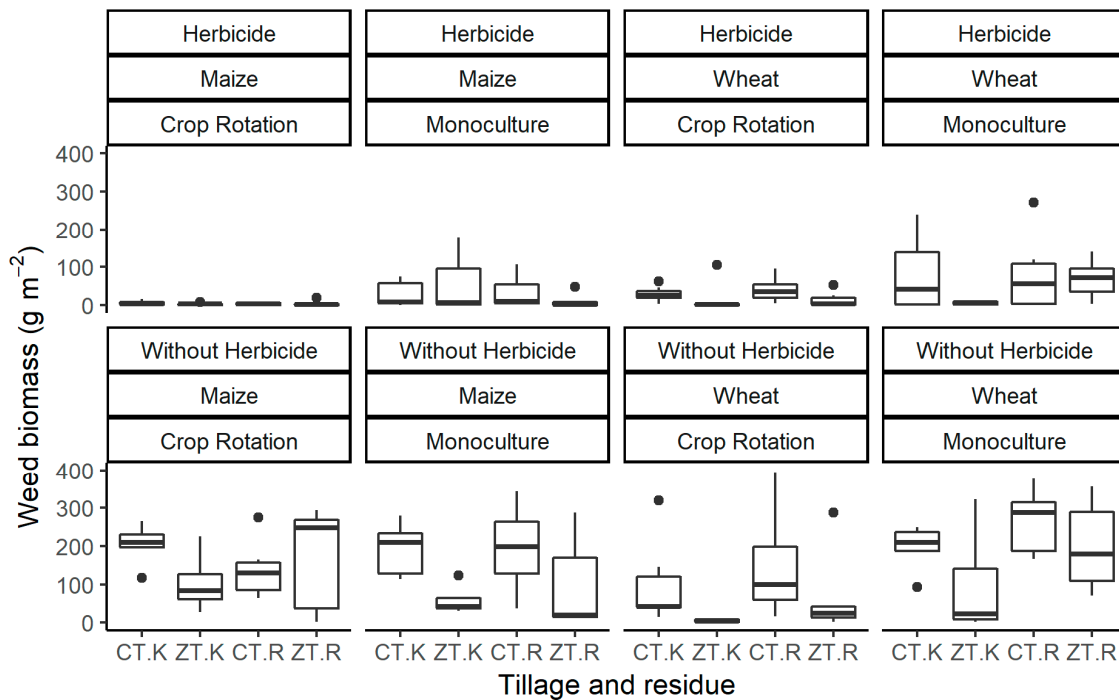 Herbicide Herbicide Herbicide Herbicide
Maize Maize Wheat Wheat
Crop Rotation Monoculture Crop Rotation Monoculture
400
300
200
100
0
Without Herbicide Without Herbicide Without Herbicide Without Herbicide
Maize Maize Wheat Wheat
Crop Rotation Monoculture Crop Rotation Monoculture
400
300
200
100
0
CT.K ZT.K CT.R ZT.R CT.K ZT.K CT.R ZT.R CT.K ZT.K CT.R ZT.R CT.K ZT.K CT.R ZT.R
Tillage and residue
Weed biomass (g m⁻²)